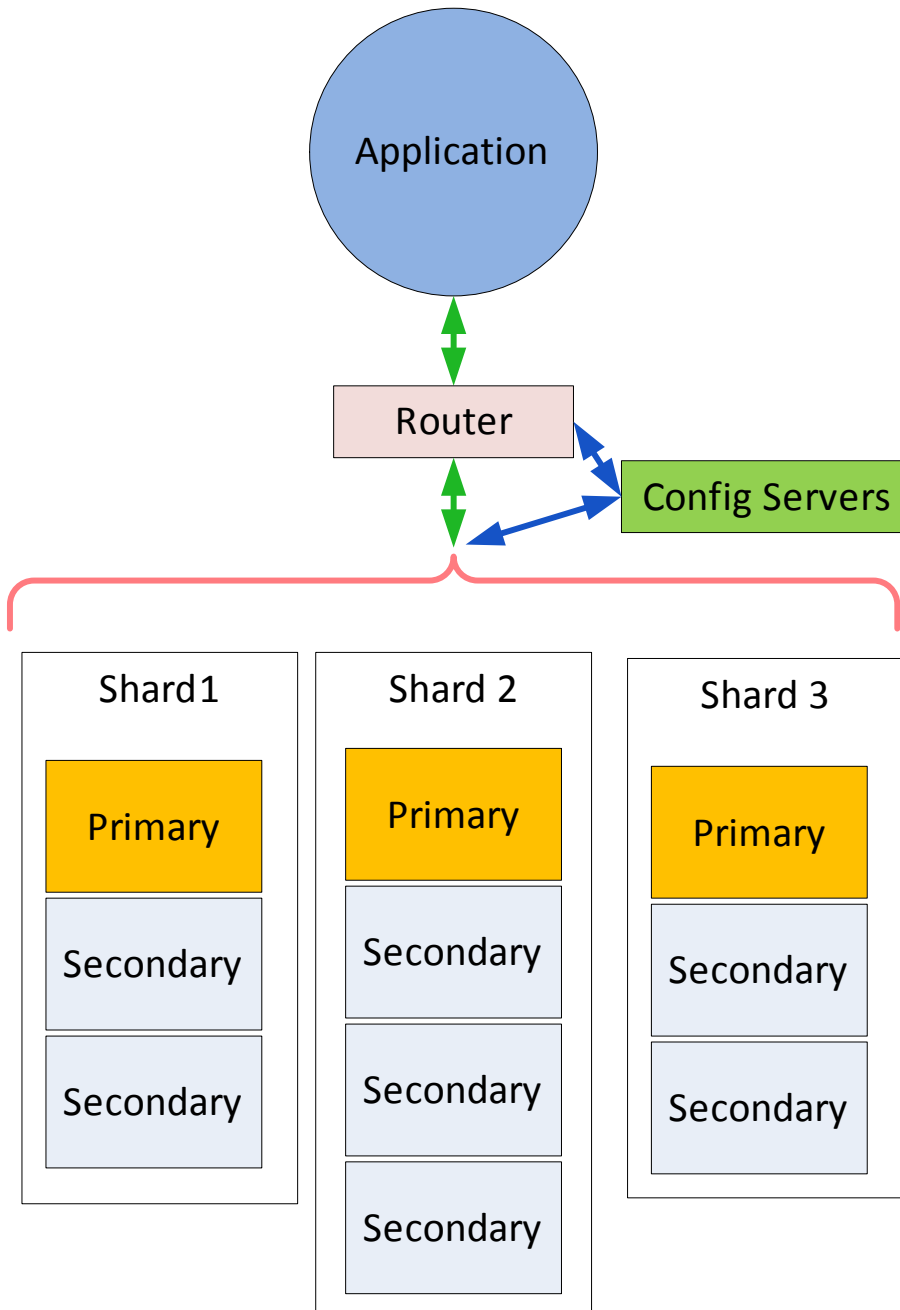 Application
Router
Config Servers
Shard1
Shard 2
Shard 3
Primary
Primary
Primary
Secondary
Secondary
Secondary
Secondary
Secondary
Secondary
Secondary